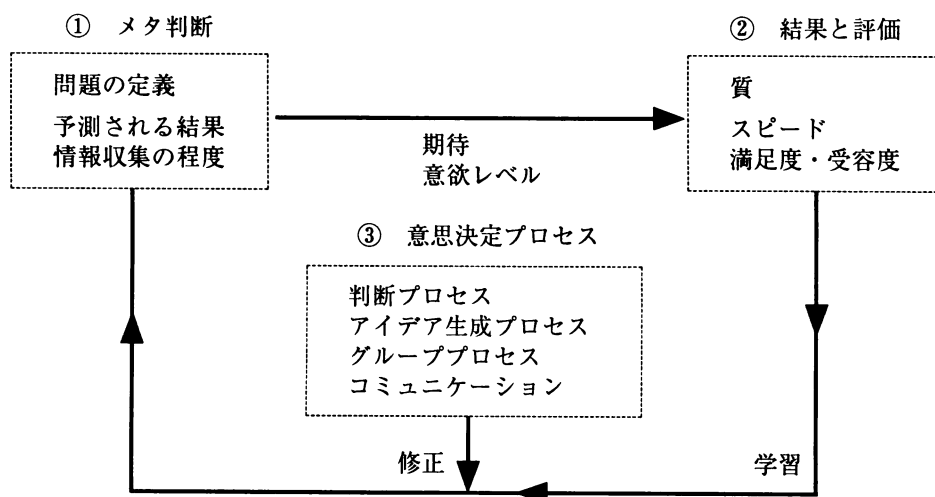 ① メタ判断
問題の定義
予測される結果
情報収集の程度
期待
意欲レベル
② 結果と評価
質
スピード
満足度・受容度
③ 意思決定プロセス
判断プロセス
アイデア生成プロセス
グループプロセス
コミュニケーション
修正
学習